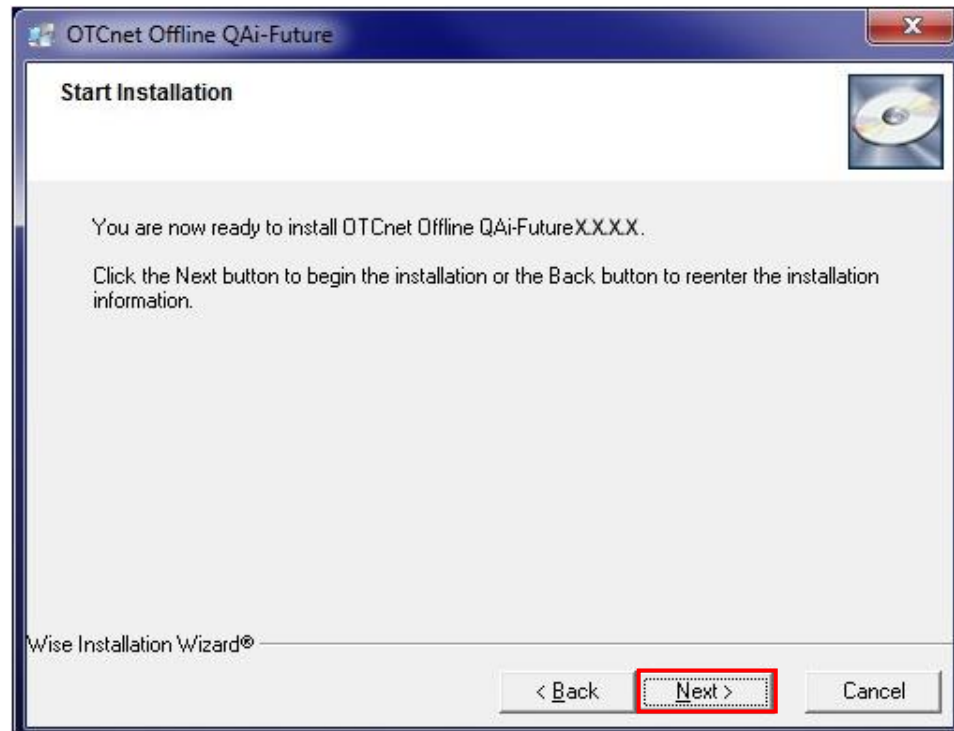 OTCnet Offline QAi-Future
X
Start Installation
You are now ready to install OTCnet Offline QAi-FutureX.X.X.X.
Click the Next button to begin the installation or the Back button to reenter the installation
information.
Wise Installation Wizard®
< Back
Next >
Cancel